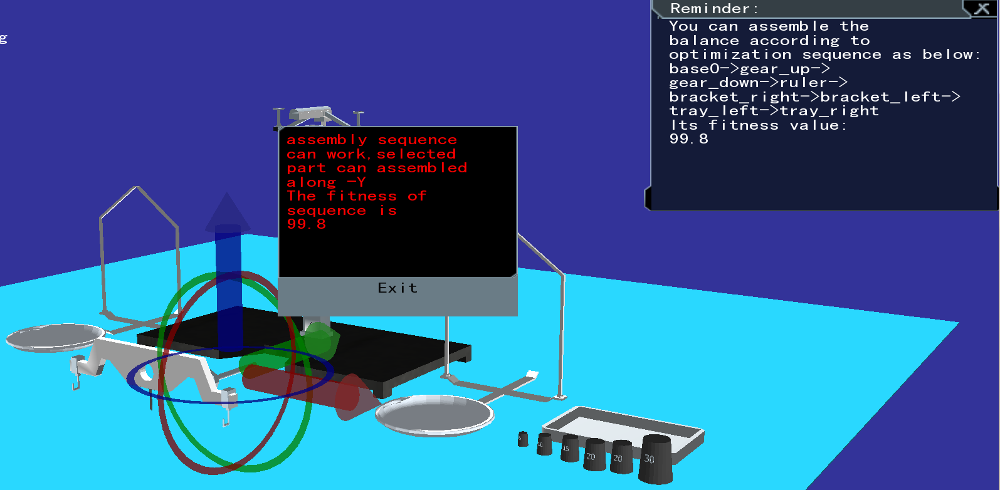 g
Reminder:
You can assemble the
balance according to
optimization sequence as below:
base0->gear_up->
gear_down->ruler->
bracket_right->bracket_left->
tray_left->tray_right
Its fitness value:
99.8
assembly sequence
can work,selected
part can assembled
along -Y
The fitness of
sequence is
99.8
Exit
5
10
15
20
20
30